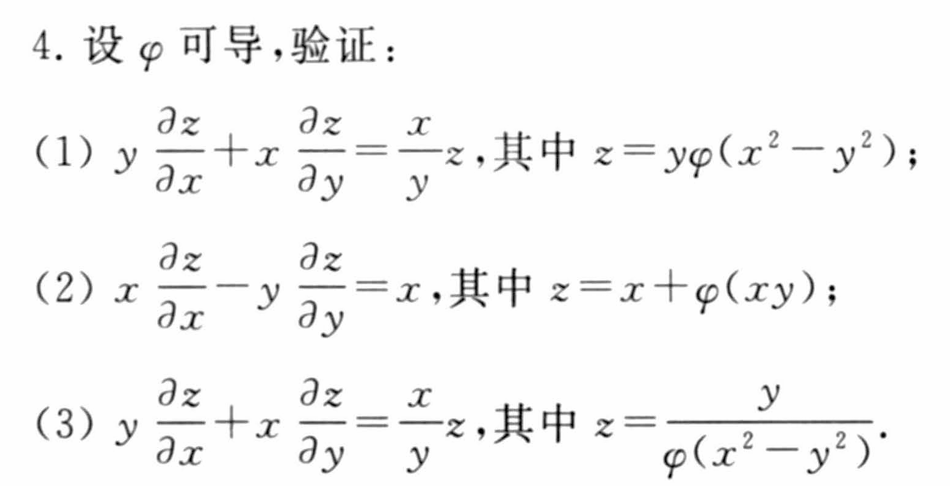 4. 设 φ 可导,验证:
(1) y ∂z/∂x + x ∂z/∂y = x/y z,其中 z = yφ(x² − y²);
(2) x ∂z/∂x − y ∂z/∂y = x,其中 z = x + φ(xy);
(3) y ∂z/∂x + x ∂z/∂y = x/y z,其中 z = y/φ(x² − y²).